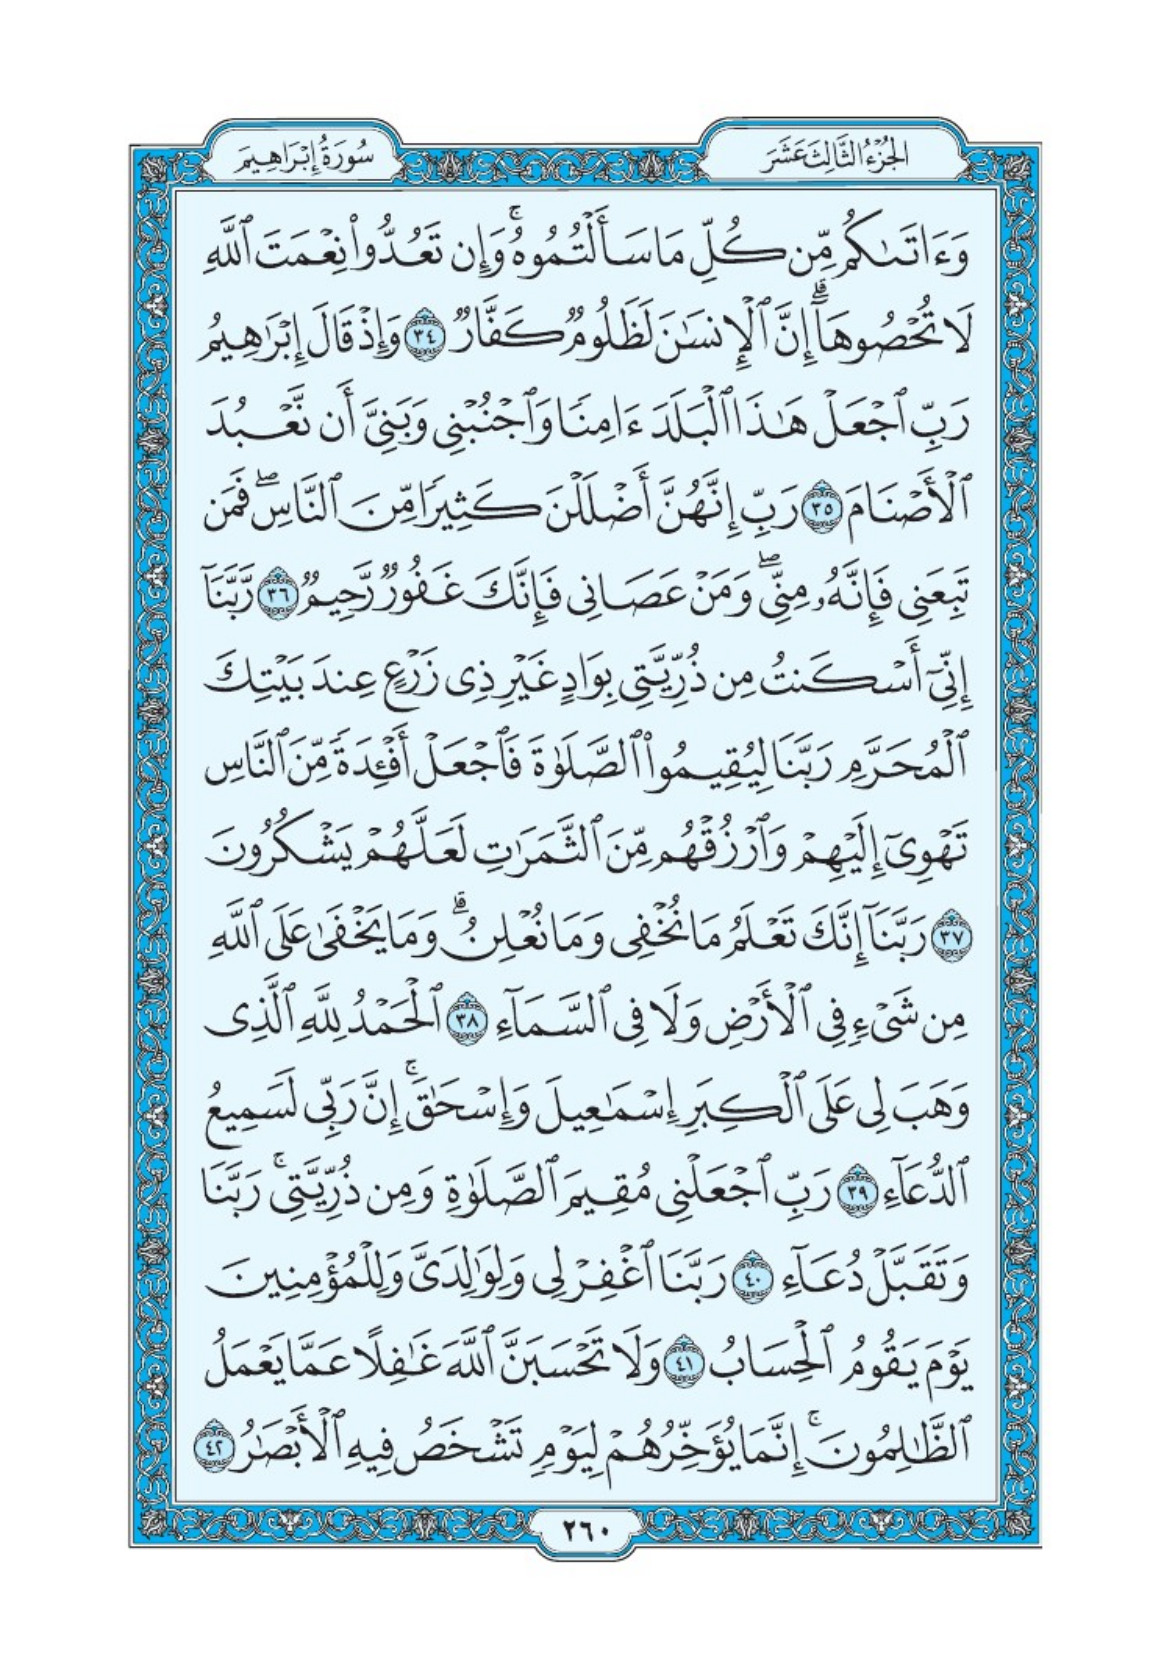 الجزء الثالث عشر
سورة إبراهيم
وَءَاتَىٰكُم مِّن كُلِّ مَا سَأَلْتُمُوهُ ۚ وَإِن تَعُدُّوا۟ نِعْمَتَ ٱللَّهِ
لَا تُحْصُوهَآ ۗ إِنَّ ٱلْإِنسَٰنَ لَظَلُومٌ كَفَّارٌ ٣٤ وَإِذْ قَالَ إِبْرَٰهِيمُ
رَبِّ ٱجْعَلْ هَٰذَا ٱلْبَلَدَ ءَامِنًا وَٱجْنُبْنِى وَبَنِىَّ أَن نَّعْبُدَ
ٱلْأَصْنَامَ ٣٥ رَبِّ إِنَّهُنَّ أَضْلَلْنَ كَثِيرًا مِّنَ ٱلنَّاسِ ۖ فَمَن
تَبِعَنِى فَإِنَّهُۥ مِنِّى ۖ وَمَنْ عَصَانِى فَإِنَّكَ غَفُورٌ رَّحِيمٌ ٣٦ رَّبَّنَآ
إِنِّىٓ أَسْكَنتُ مِن ذُرِّيَّتِى بِوَادٍ غَيْرِ ذِى زَرْعٍ عِندَ بَيْتِكَ
ٱلْمُحَرَّمِ رَبَّنَا لِيُقِيمُوا۟ ٱلصَّلَوٰةَ فَٱجْعَلْ أَفْـِٔدَةً مِّنَ ٱلنَّاسِ
تَهْوِىٓ إِلَيْهِمْ وَٱرْزُقْهُم مِّنَ ٱلثَّمَرَٰتِ لَعَلَّهُمْ يَشْكُرُونَ
٣٧ رَبَّنَآ إِنَّكَ تَعْلَمُ مَا نُخْفِى وَمَا نُعْلِنُ ۗ وَمَا يَخْفَىٰ عَلَى ٱللَّهِ
مِن شَىْءٍ فِى ٱلْأَرْضِ وَلَا فِى ٱلسَّمَآءِ ٣٨ ٱلْحَمْدُ لِلَّهِ ٱلَّذِى
وَهَبَ لِى عَلَى ٱلْكِبَرِ إِسْمَٰعِيلَ وَإِسْحَٰقَ ۚ إِنَّ رَبِّى لَسَمِيعُ
ٱلدُّعَآءِ ٣٩ رَبِّ ٱجْعَلْنِى مُقِيمَ ٱلصَّلَوٰةِ وَمِن ذُرِّيَّتِى ۚ رَبَّنَا
وَتَقَبَّلْ دُعَآءِ ٤٠ رَبَّنَا ٱغْفِرْ لِى وَلِوَٰلِدَىَّ وَلِلْمُؤْمِنِينَ
يَوْمَ يَقُومُ ٱلْحِسَابُ ٤١ وَلَا تَحْسَبَنَّ ٱللَّهَ غَٰفِلًا عَمَّا يَعْمَلُ
ٱلظَّٰلِمُونَ ۚ إِنَّمَا يُؤَخِّرُهُمْ لِيَوْمٍ تَشْخَصُ فِيهِ ٱلْأَبْصَٰرُ ٤٢
٢٦٠